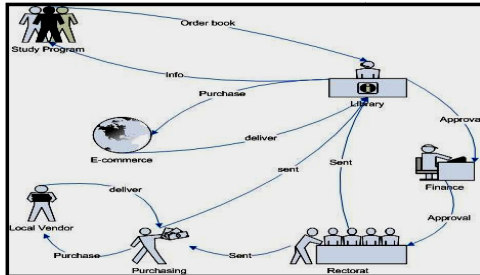 Order book
Study Program
Info
Library
Purchase
Approval
E-commerce
deliver
sent
Sent
Finance
deliver
Approval
Local Vendor
Purchase
Purchasing
Sent
Rectorat